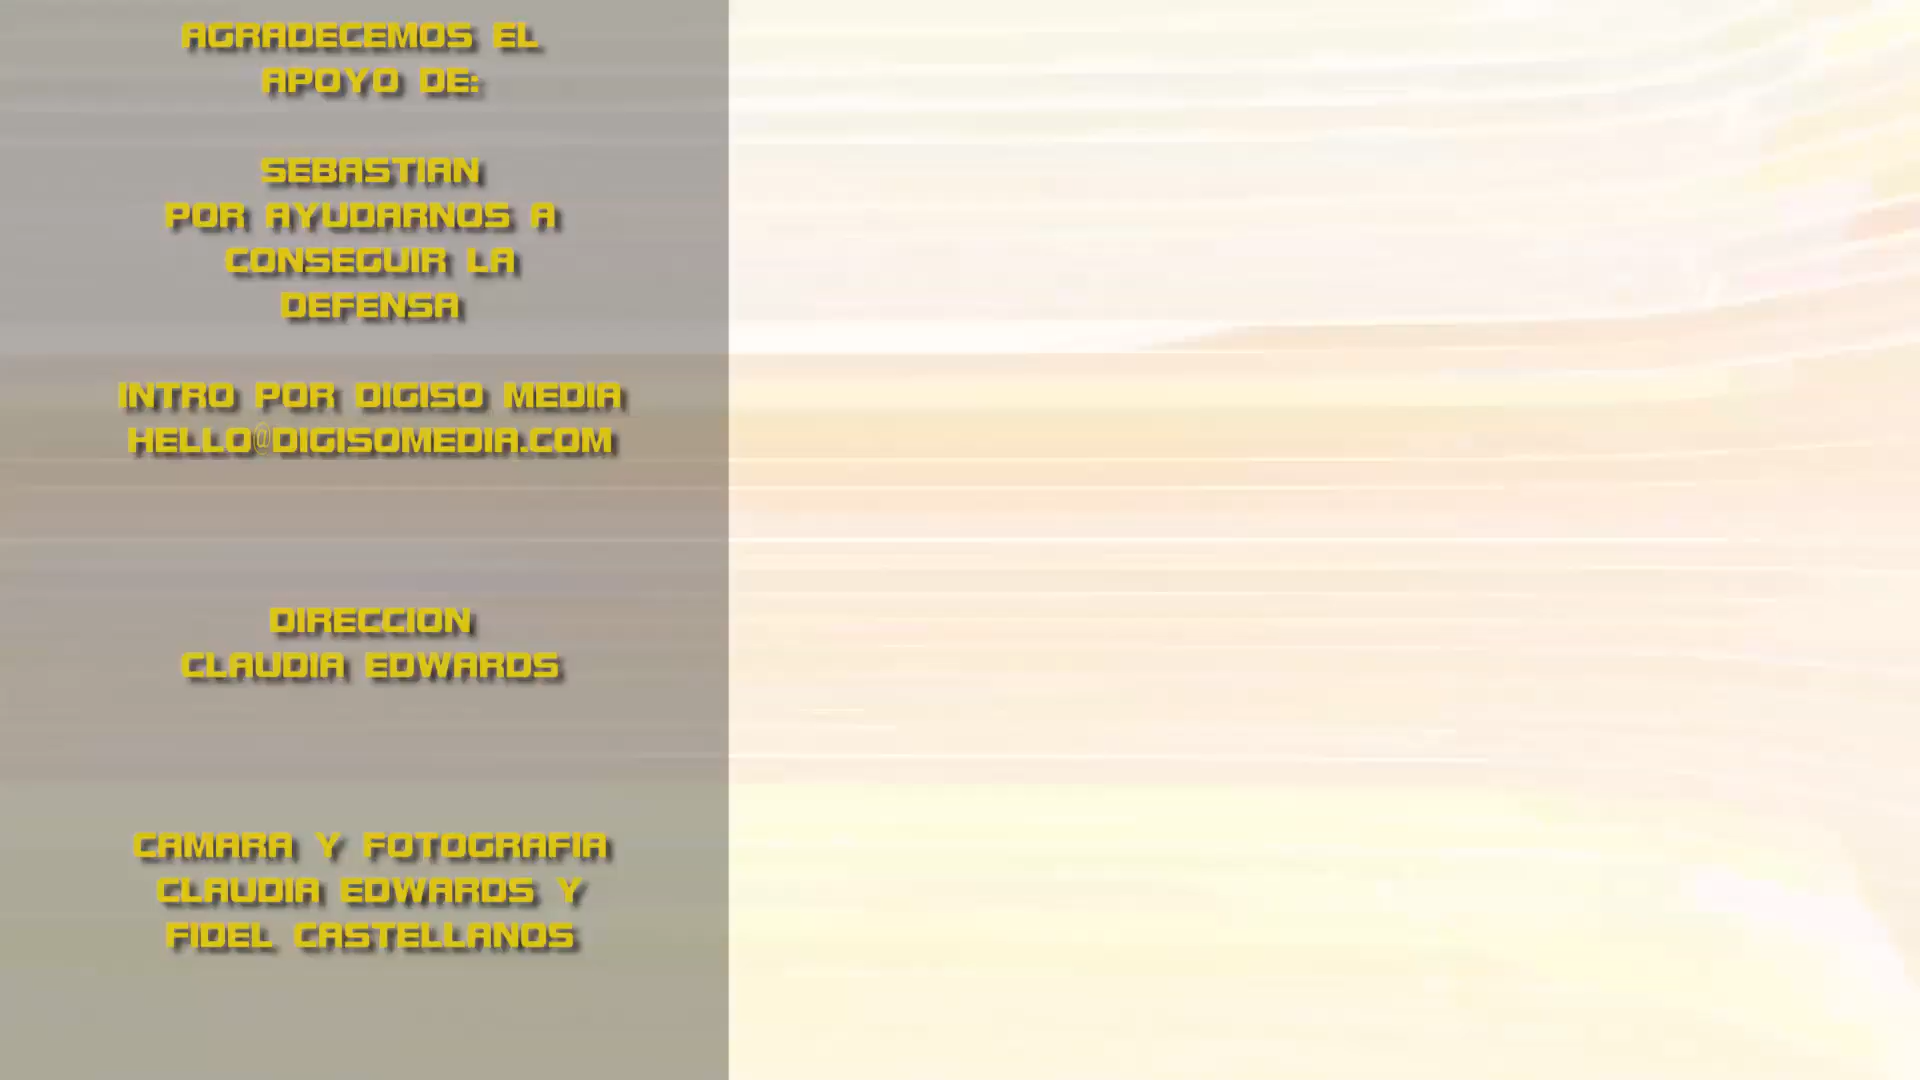 AGRADECEMOS EL
APOYO DE:
SEBASTIAN
POR AYUDARNOS A
CONSEGUIR LA
DEFENSA
INTRO POR DIGISO MEDIA
HELLO@DIGISOMEDIA.COM
DIRECCION
CLAUDIA EDWARDS
CAMARA Y FOTOGRAFIA
CLAUDIA EDWARDS Y
FIDEL CASTELLANOS